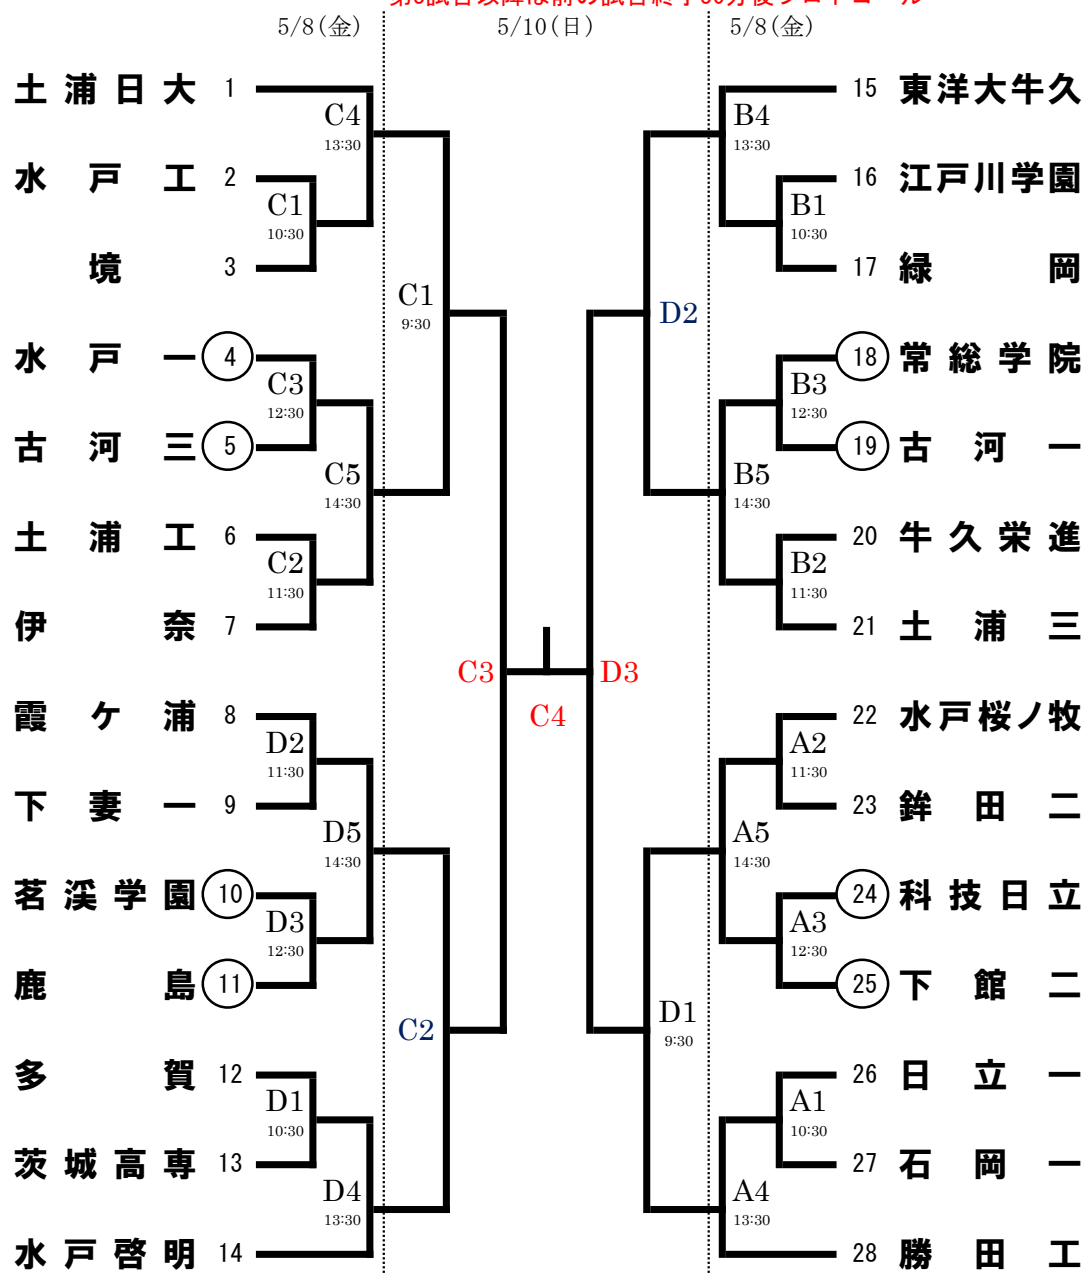 5/8(金) 5/10(日) 5/8(金)
土浦日大 1
C4
13:30
水戸工 2
C1
10:30
境 3
C1
9:30
水戸一 4
C3
12:30
古河三 5
C5
14:30
土浦工 6
C2
11:30
伊奈 7
C3
霞ケ浦 8
D2
11:30
下妻一 9
D5
14:30
茗溪学園 10
D3
12:30
鹿島 11
C2
多賀 12
D1
10:30
茨城高専 13
D4
13:30
水戸啓明 14
C4
15 東洋大牛久
B4
13:30
16 江戸川学園
B1
10:30
17 緑岡
D2
18 常総学院
B3
12:30
19 古河一
B5
14:30
20 牛久栄進
B2
11:30
21 土浦三
D3
22 水戸桜ノ牧
A2
11:30
23 鉾田二
A5
14:30
24 科技日立
A3
12:30
25 下館二
D1
9:30
26 日立一
A1
10:30
27 石岡一
A4
13:30
28 勝田工